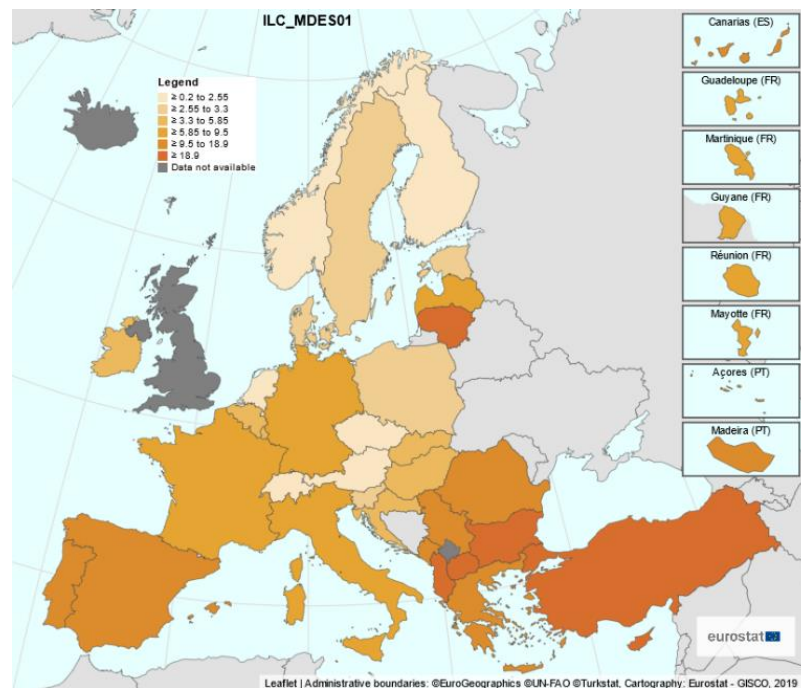 ILC_MDES01
Legend
≥ 0.2 to 2.55
≥ 2.55 to 3.3
≥ 3.3 to 5.85
≥ 5.85 to 9.5
≥ 9.5 to 18.9
≥ 18.9
Data not available
Canarias (ES)
Guadeloupe (FR)
Martinique (FR)
Guyane (FR)
Réunion (FR)
Mayotte (FR)
Açores (PT)
Madeira (PT)
eurostat
Leaflet | Administrative boundaries: ©EuroGeographics ©UN-FAO ©Turkstat, Cartography: Eurostat - GISCO, 2019